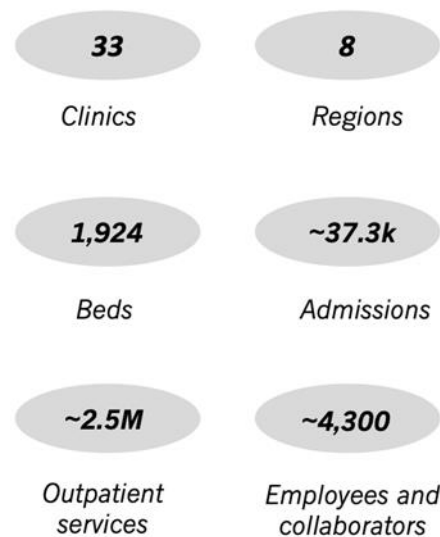 33
8
Clinics
Regions
1,924
~37.3k
Beds
Admissions
~2.5M
~4,300
Outpatient
services
Employees and
collaborators